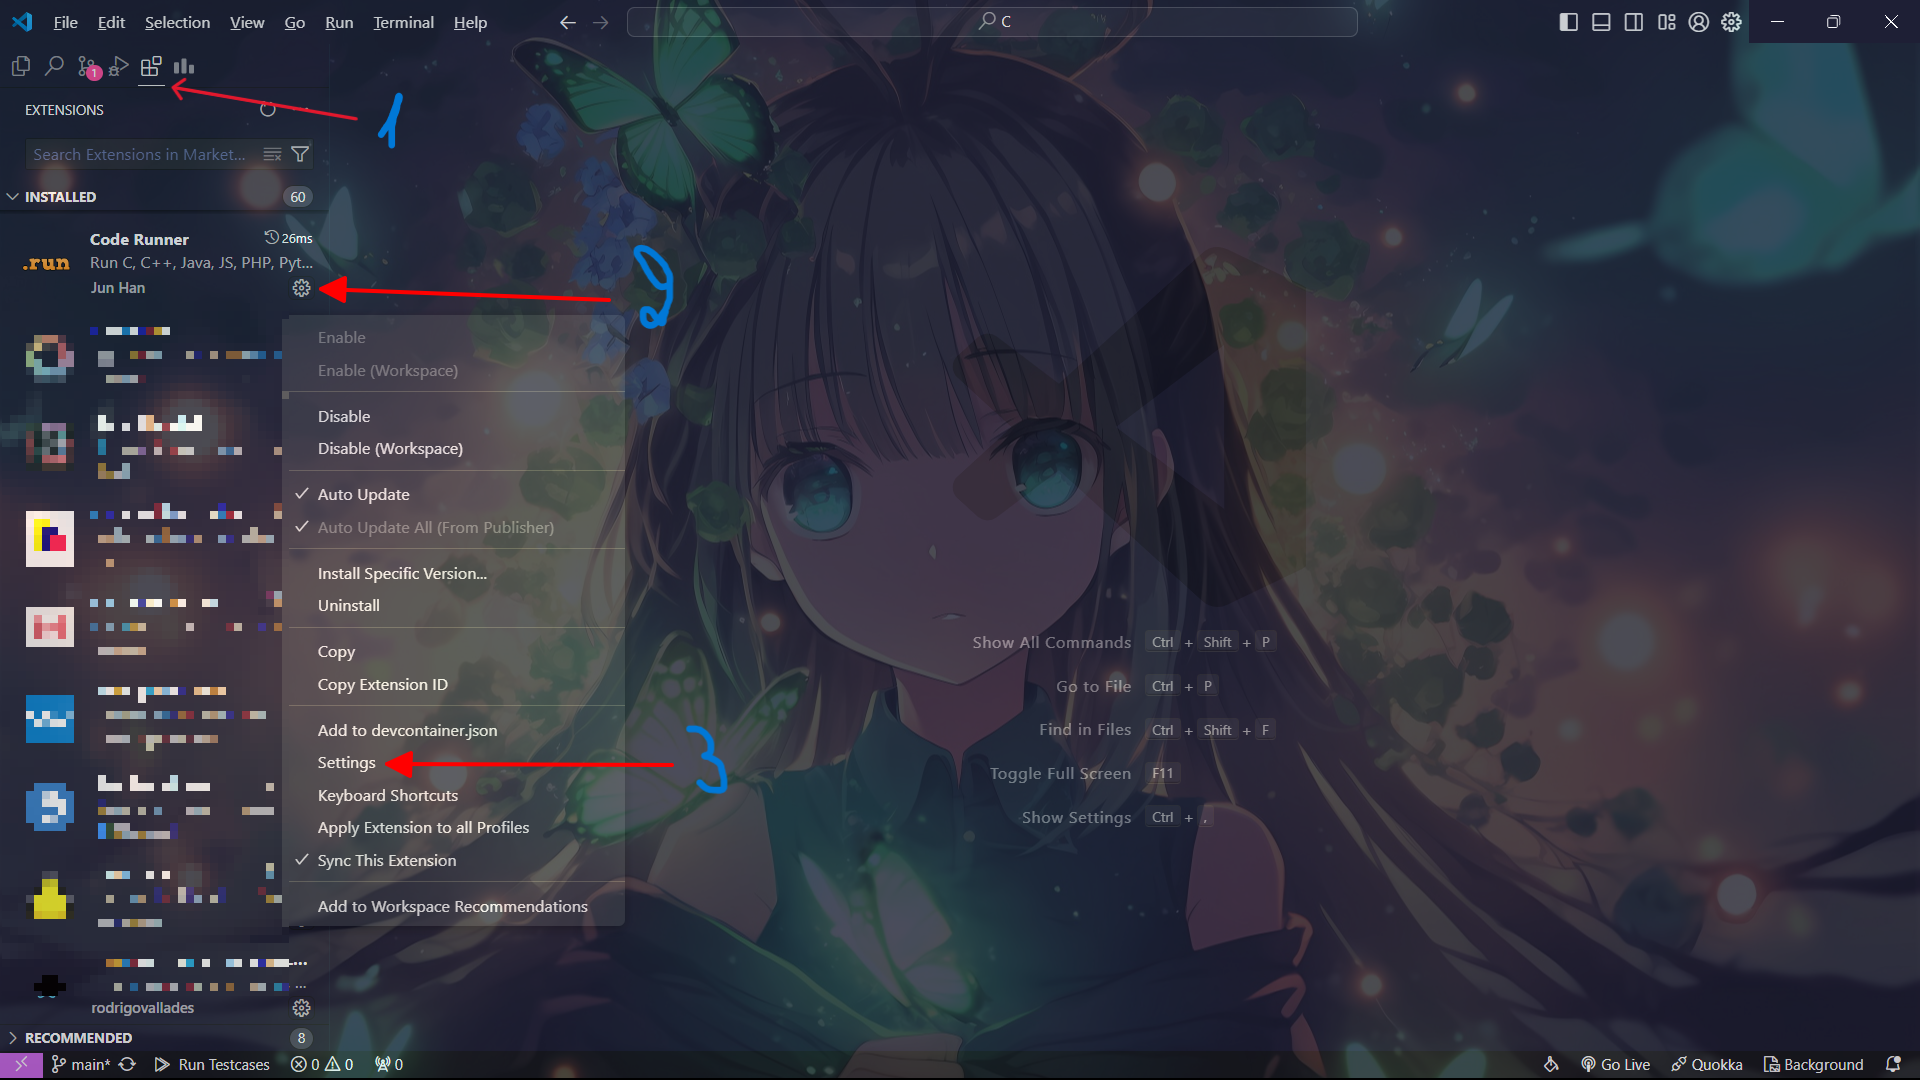 File Edit Selection View Go Run Terminal Help
C
1
EXTENSIONS
1
Search Extensions in Market...
INSTALLED 60
Code Runner 26ms
.run
Run C, C++, Java, JS, PHP, Pyt...
Jun Han
2
Enable
Enable (Workspace)
Disable
Disable (Workspace)
Auto Update
Auto Update All (From Publisher)
Install Specific Version...
Uninstall
Copy
Copy Extension ID
Add to devcontainer.json
Settings
3
Keyboard Shortcuts
Apply Extension to all Profiles
Sync This Extension
Add to Workspace Recommendations
Show All Commands Ctrl + Shift + P
Go to File Ctrl + P
Find in Files Ctrl + Shift + F
Toggle Full Screen F11
Show Settings Ctrl + ,
rodrigovallades
RECOMMENDED 8
main* Run Testcases 0 0 0 Go Live Quokka Background